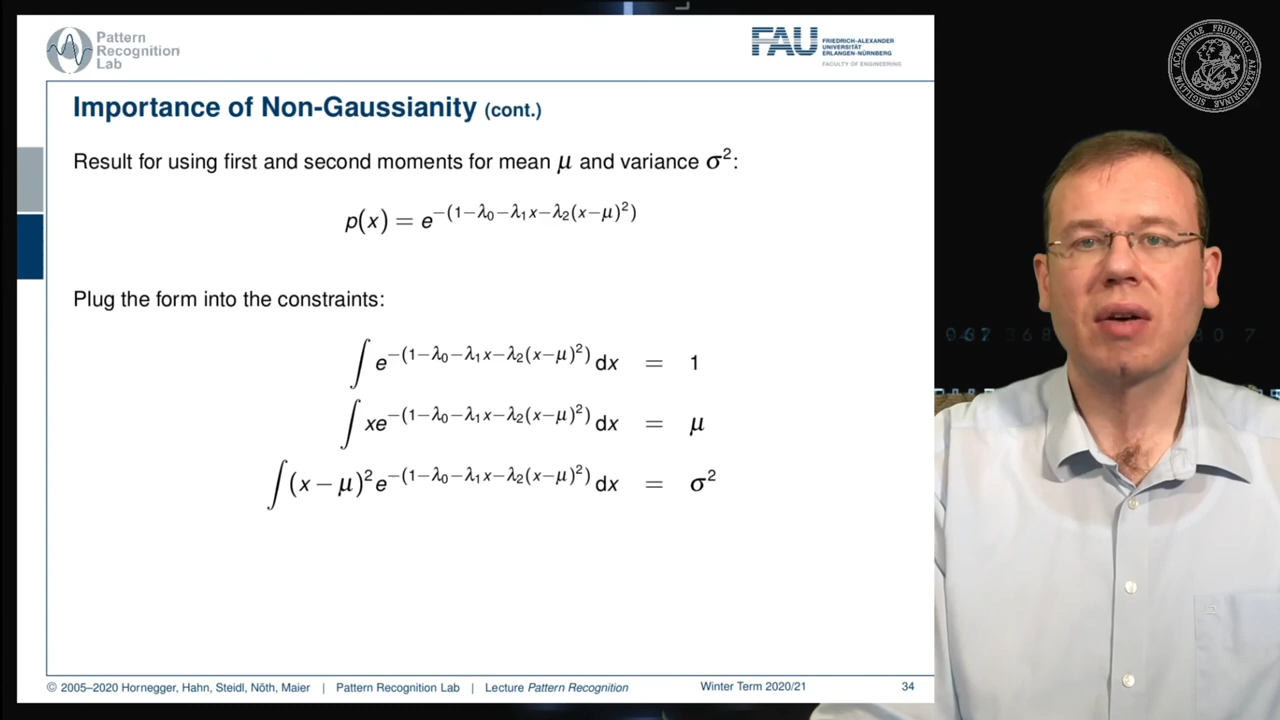 Pattern
Recognition
Lab
FAU
FRIEDRICH-ALEXANDER
UNIVERSITÄT
ERLANGEN-NÜRNBERG
FACULTY OF ENGINEERING
Importance of Non-Gaussianity (cont.)
Result for using first and second moments for mean μ and variance σ²:
p(x) = e^{−(1−λ₀−λ₁x−λ₂(x−μ)²)}
Plug the form into the constraints:
∫ e^{−(1−λ₀−λ₁x−λ₂(x−μ)²)} dx = 1
∫ xe^{−(1−λ₀−λ₁x−λ₂(x−μ)²)} dx = μ
∫ (x − μ)² e^{−(1−λ₀−λ₁x−λ₂(x−μ)²)} dx = σ²
© 2005–2020 Hornegger, Hahn, Steidl, Nöth, Maier | Pattern Recognition Lab | Lecture Pattern Recognition Winter Term 2020/21 34